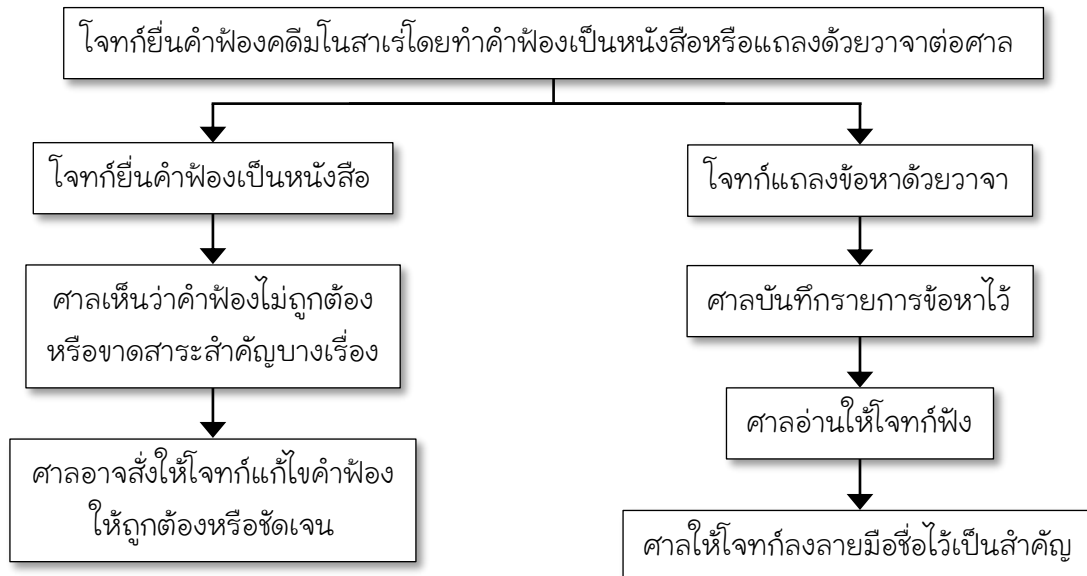 โจทก์ยื่นคำฟ้องคดีมโนสาเร่โดยทำคำฟ้องเป็นหนังสือหรือแถลงด้วยวาจาต่อศาล
โจทก์ยื่นคำฟ้องเป็นหนังสือ
ศาลเห็นว่าคำฟ้องไม่ถูกต้อง
หรือขาดสาระสำคัญบางเรื่อง
ศาลอาจสั่งให้โจทก์แก้ไขคำฟ้อง
ให้ถูกต้องหรือชัดเจน
โจทก์แถลงข้อหาด้วยวาจา
ศาลบันทึกรายการข้อหาไว้
ศาลอ่านให้โจทก์ฟัง
ศาลให้โจทก์ลงลายมือชื่อไว้เป็นสำคัญ